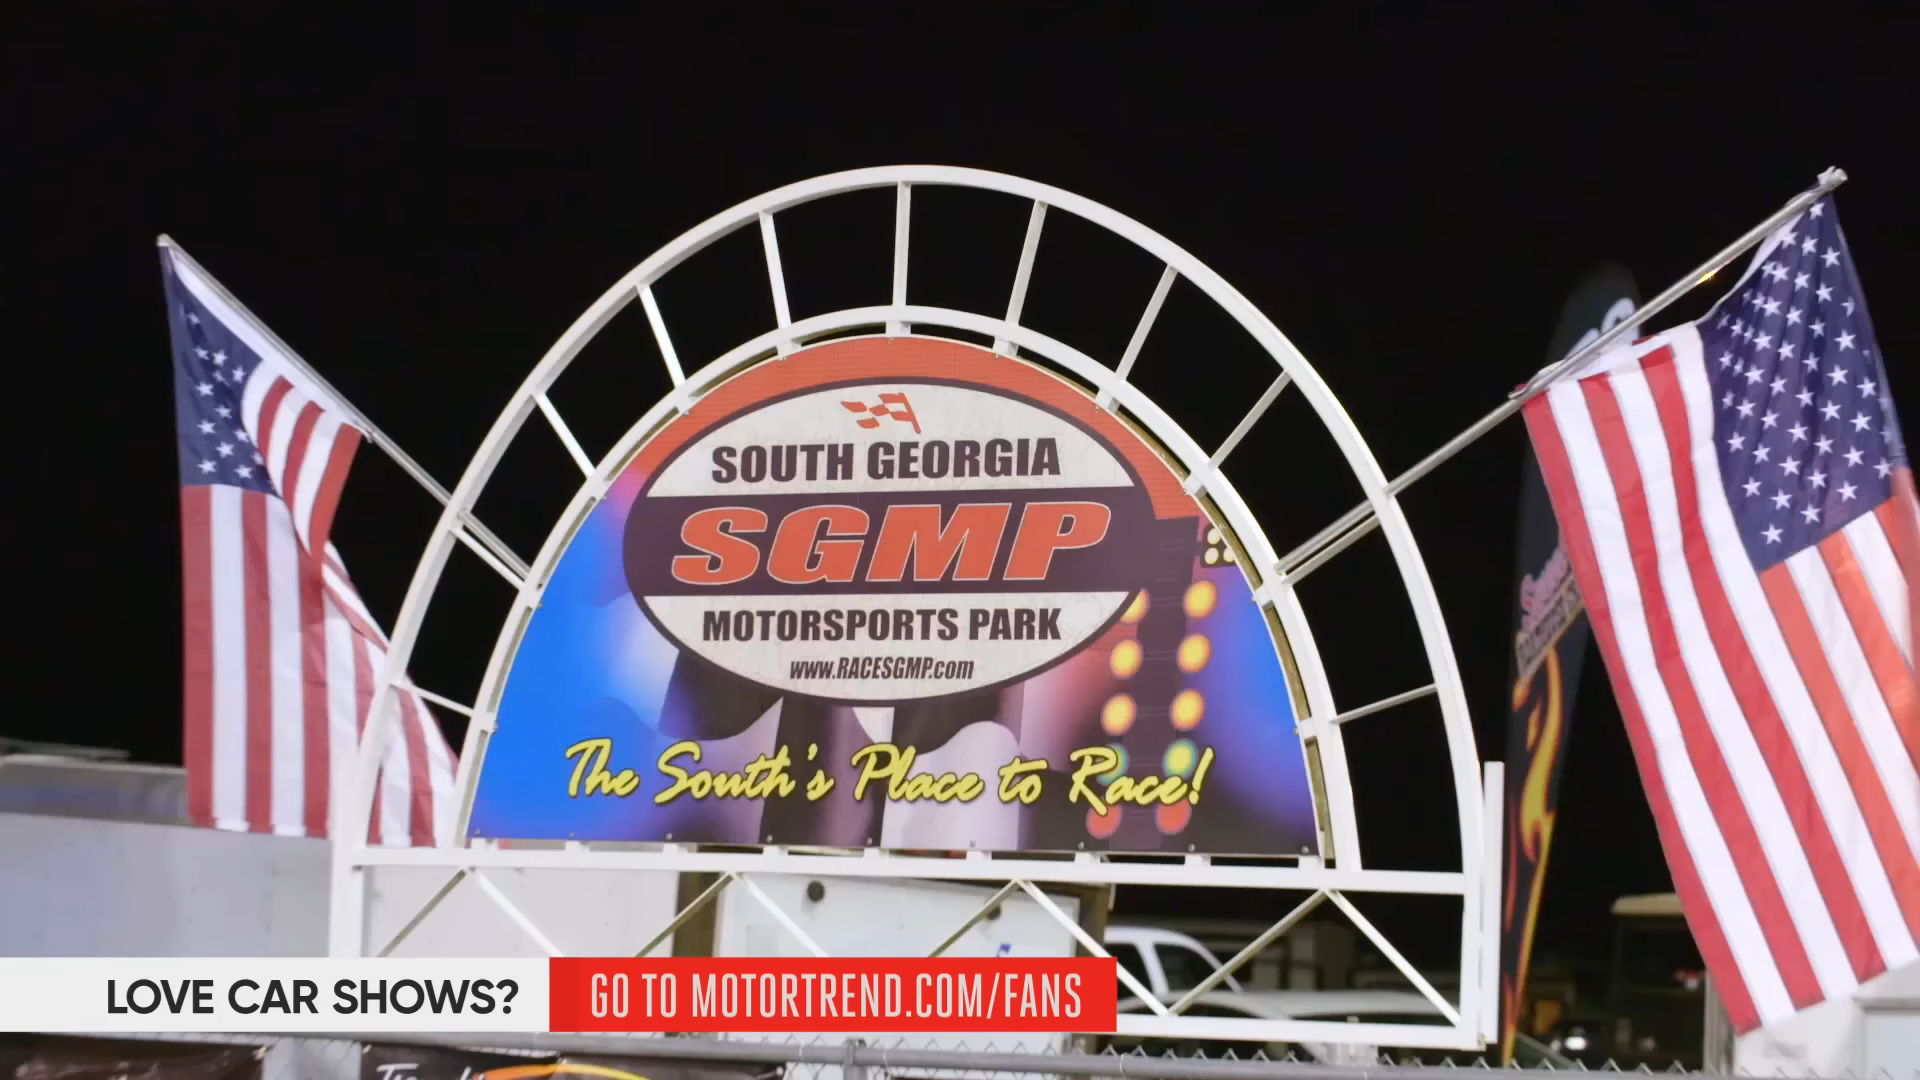 SOUTH GEORGIA
SGMP
MOTORSPORTS PARK
www.RACESGMP.com
The South's Place to Race!
LOVE CAR SHOWS?
GO TO MOTORTREND.COM/FANS